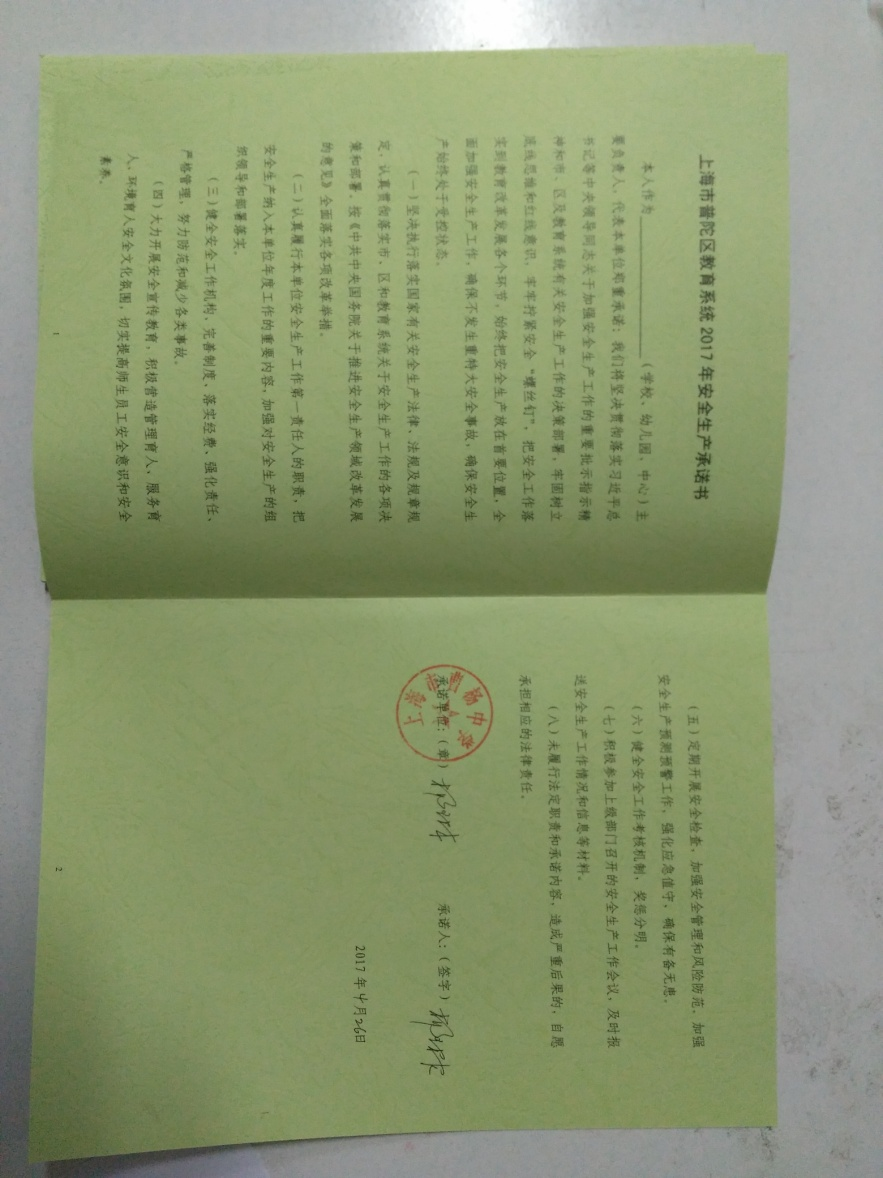 上海市普陀区教育系统 2017 年安全生产承诺书
本人作为____________（学校、幼儿园、中心）主
要负责人，代表本单位郑重承诺：我们将坚决贯彻落实习近平总
书记等中央领导同志关于加强安全生产工作的重要批示指示精
神和市、区及教育系统有关安全生产工作的决策部署，牢固树立
底线思维和红线意识，牢牢拧紧安全“螺丝钉”，把安全工作落
实到教育改革发展各个环节，始终把安全生产放在首要位置，全
面加强安全生产工作，确保不发生重特大安全事故，确保安全生
产始终处于受控状态。
（一）坚决执行落实国家有关安全生产法律、法规及规章规
定，认真贯彻落实市、区和教育系统关于安全生产工作的各项决
策和部署，按《中共中央国务院关于推进安全生产领域改革发展
的意见》全面落实各项改革举措。
（二）认真履行本单位安全生产工作第一责任人的职责，把
安全生产纳入本单位年度工作的重要内容，加强对安全生产的组
织领导和部署落实。
（三）健全安全工作机构、完善制度、落实经费、强化责任、
严格管理，努力防范和减少各类事故。
（四）大力开展安全宣传教育，积极营造管理育人、服务育
人、环境育人安全文化氛围，切实提高师生员工安全意识和安全
素养。
1
（五）定期开展安全检查，加强安全管理和风险防范，加强
安全生产预测预警工作，强化应急值守，确保有备无患。
（六）健全安全工作考核机制，奖惩分明。
（七）积极参加上级部门召开的安全生产工作会议，及时报
送安全生产工作情况和信息等材料。
（八）未履行法定职责和承诺内容，造成严重后果的，自愿
承担相应的法律责任。
承诺单位：（章） 承诺人：（签字）
2017 年 4 月 26 日
2